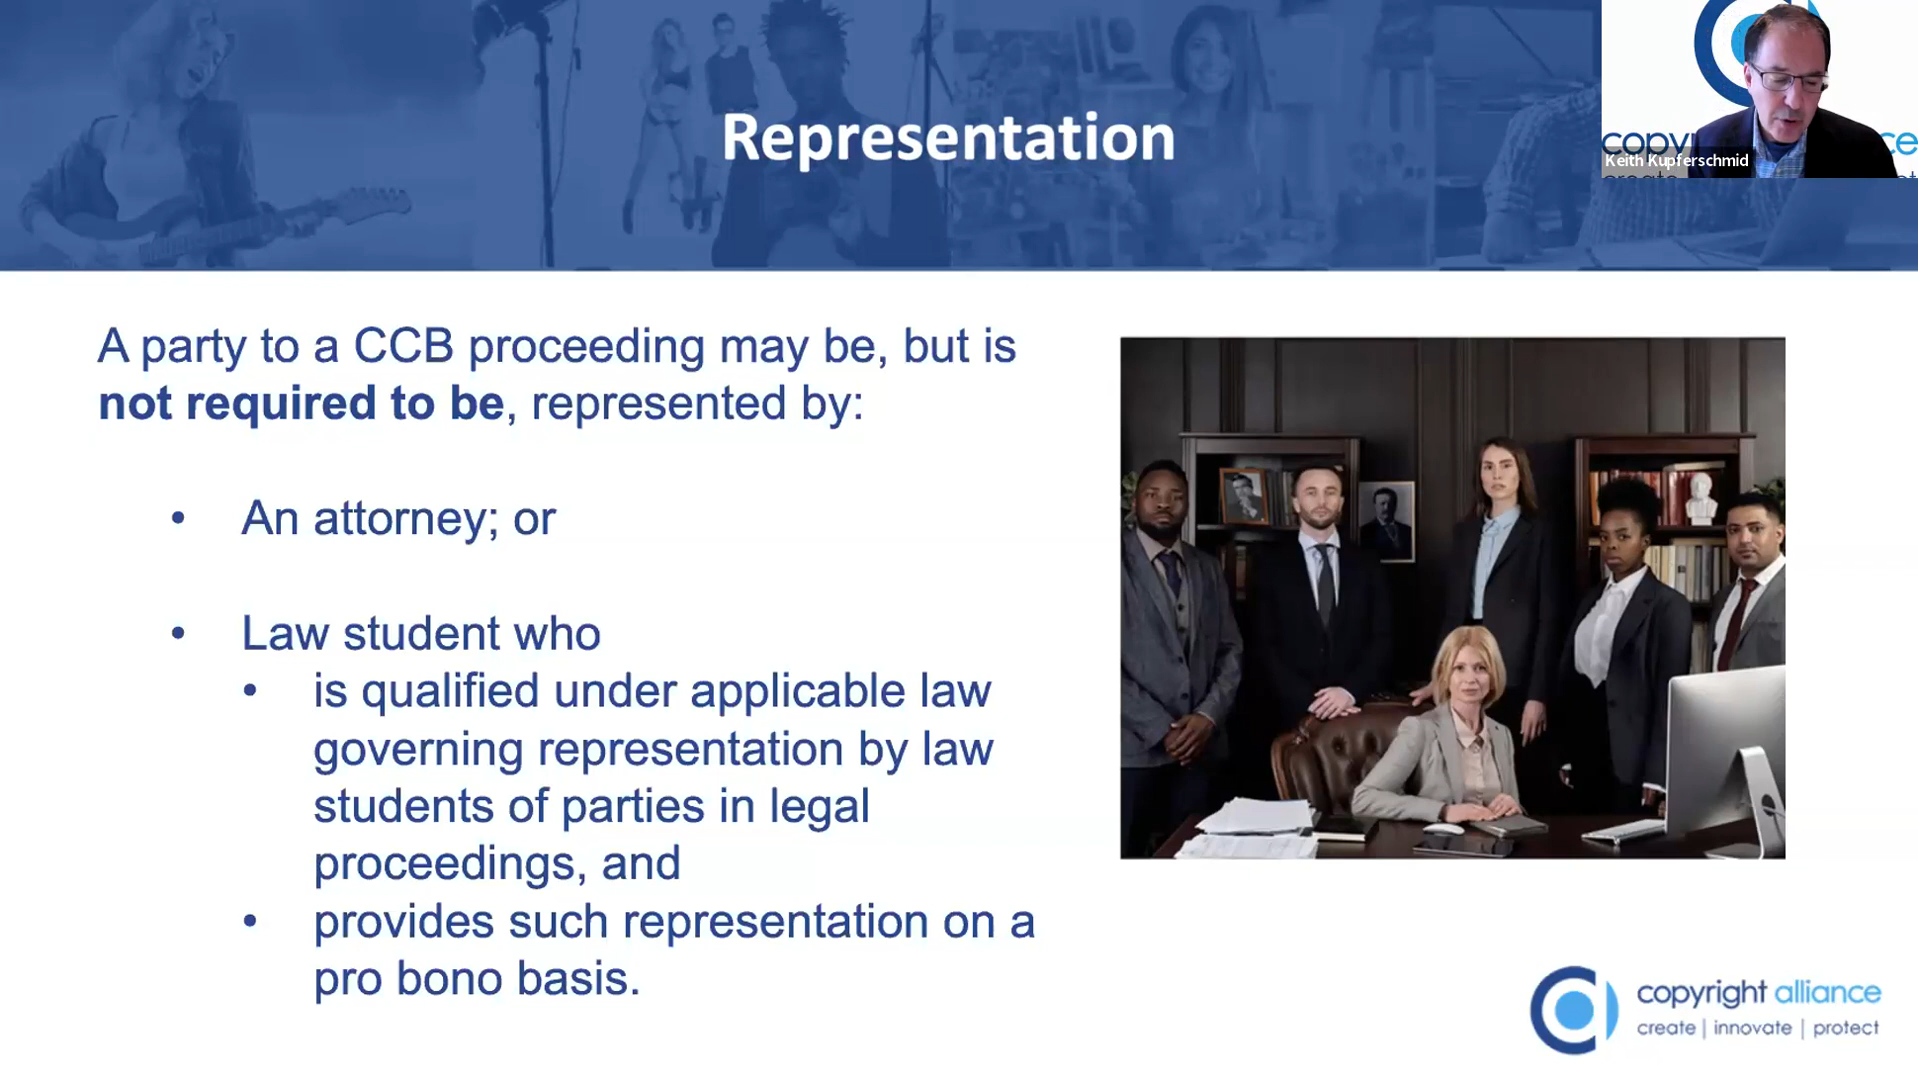 Representation
copy ce
Keith Kupferschmid
A party to a CCB proceeding may be, but is
not required to be, represented by:
• An attorney; or
• Law student who
• is qualified under applicable law
governing representation by law
students of parties in legal
proceedings, and
• provides such representation on a
pro bono basis.
copyright alliance
create | innovate | protect